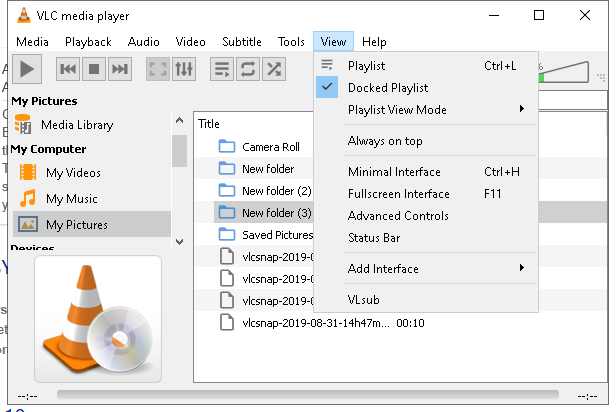 VLC media player
Media Playback Audio Video Subtitle Tools View Help
%
My Pictures
Media Library
My Computer
My Videos
My Music
My Pictures
Devices
Title
Camera Roll
New folder
New folder (2)
New folder (3)
Saved Pictures
vlcsnap-2019-0
vlcsnap-2019-0
vlcsnap-2019-0
vlcsnap-2019-08-31-14h47m... 00:10
Playlist Ctrl+L
Docked Playlist
Playlist View Mode
Always on top
Minimal Interface Ctrl+H
Fullscreen Interface F11
Advanced Controls
Status Bar
Add Interface
VLsub
--:-- --:--